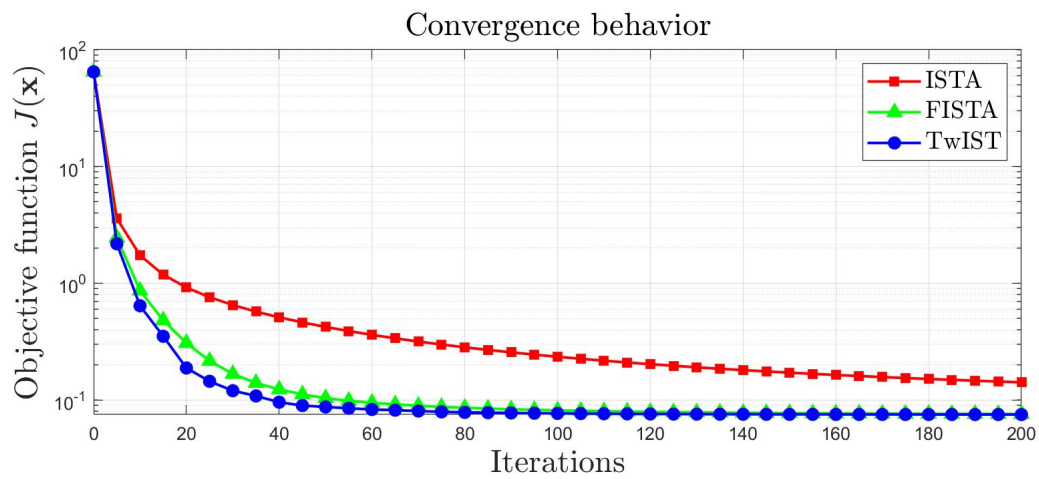 Convergence behavior
Objective function J(x)
10^2
10^1
10^0
10^-1
ISTA
FISTA
TwIST
0 20 40 60 80 100 120 140 160 180 200
Iterations